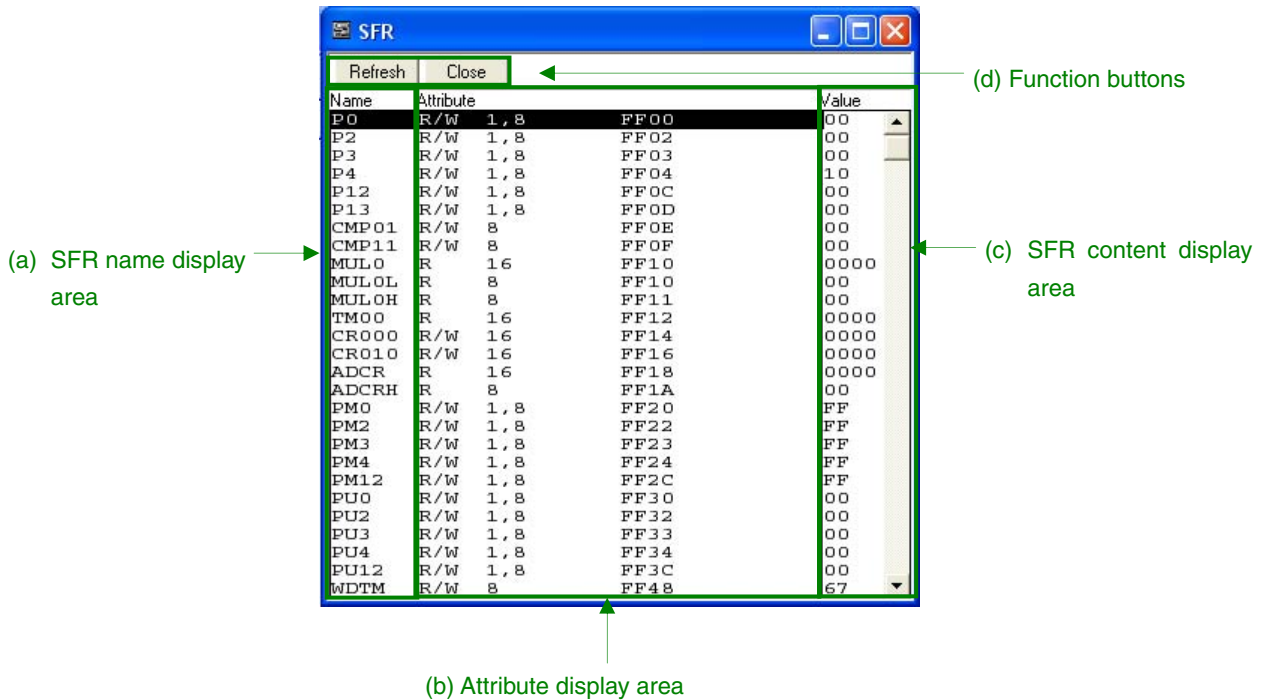 SFR
Refresh Close
(d) Function buttons
Name Attribute Value
P0 R/W 1,8 FF00 00
P2 R/W 1,8 FF02 00
P3 R/W 1,8 FF03 00
P4 R/W 1,8 FF04 10
P12 R/W 1,8 FF0C 00
P13 R/W 1,8 FF0D 00
CMP01 R/W 8 FF0E 00
CMP11 R/W 8 FF0F 00
MUL0 R 16 FF10 0000
MUL0L R 8 FF10 00
MUL0H R 8 FF11 00
TM00 R 16 FF12 0000
CR000 R/W 16 FF14 0000
CR010 R/W 16 FF16 0000
ADCR R 16 FF18 0000
ADCRH R 8 FF1A 00
PM0 R/W 1,8 FF20 FF
PM2 R/W 1,8 FF22 FF
PM3 R/W 1,8 FF23 FF
PM4 R/W 1,8 FF24 FF
PM12 R/W 1,8 FF2C FF
PU0 R/W 1,8 FF30 00
PU2 R/W 1,8 FF32 00
PU3 R/W 1,8 FF33 00
PU4 R/W 1,8 FF34 00
PU12 R/W 1,8 FF3C 00
WDTM R/W 8 FF48 67
(a) SFR name display
area
(c) SFR content display
area
(b) Attribute display area